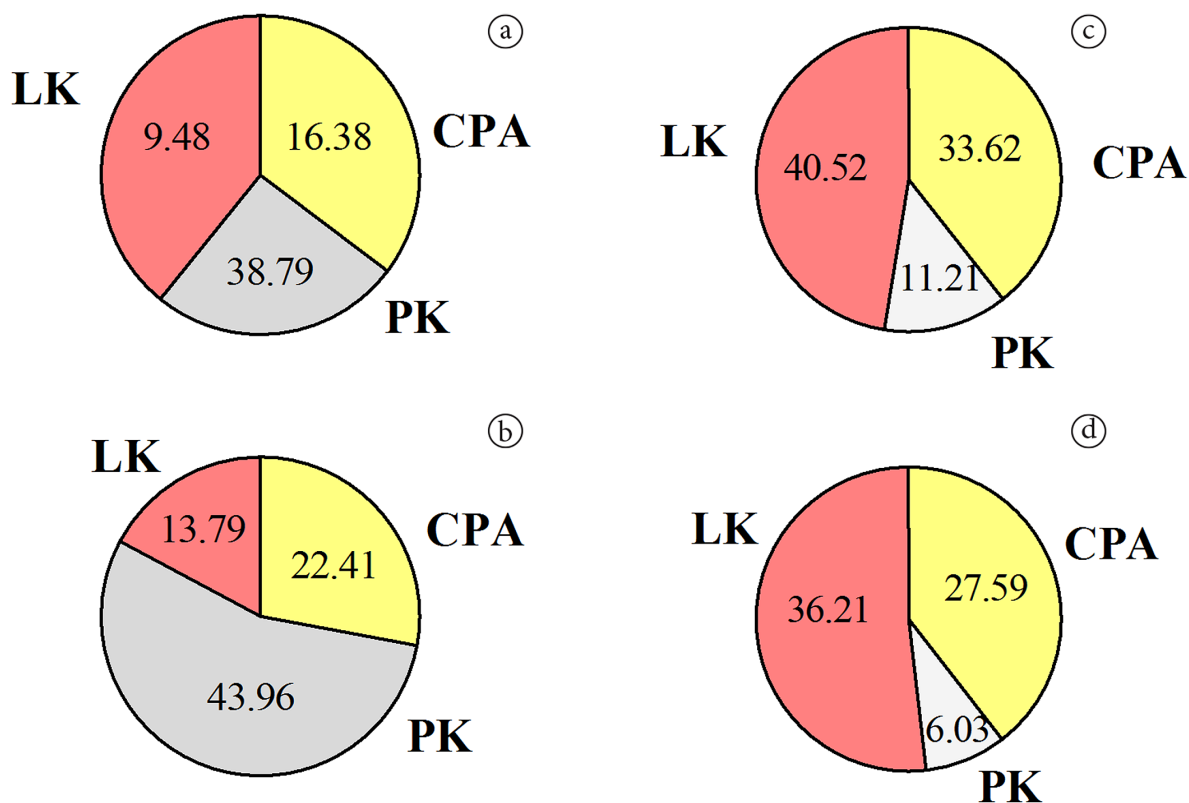 a
LK
9.48
16.38
CPA
38.79
PK
c
LK
40.52
33.62
CPA
11.21
PK
b
LK
13.79
22.41
CPA
43.96
PK
d
LK
36.21
27.59
CPA
6.03
PK